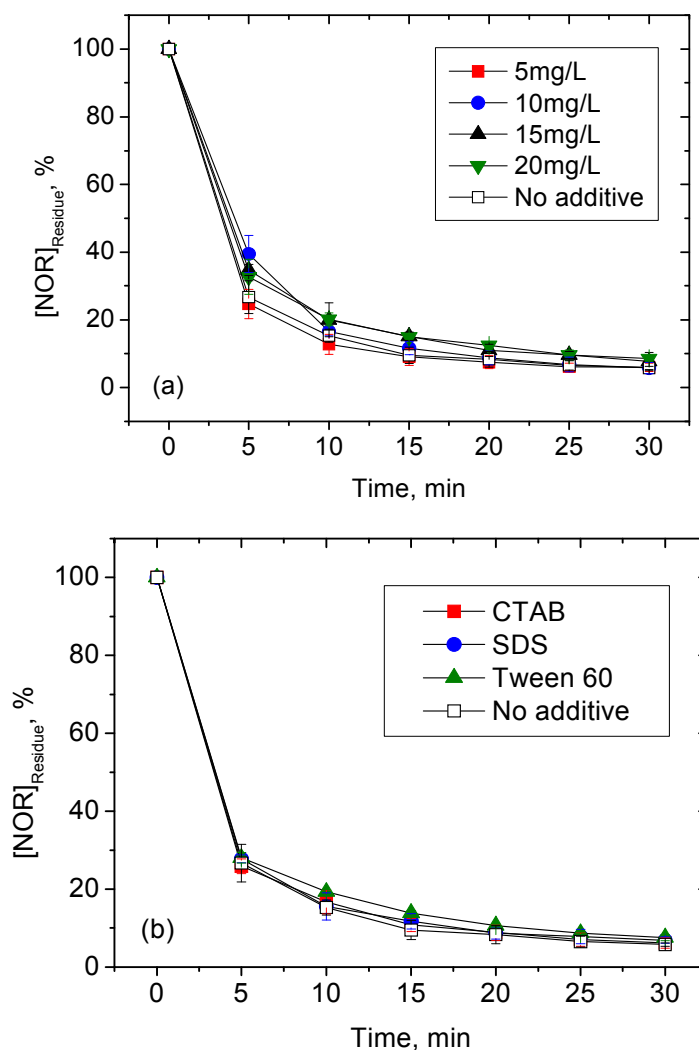 100
80
60
40
20
0
[NOR]Residue, %
5mg/L
10mg/L
15mg/L
20mg/L
No additive
(a)
0 5 10 15 20 25 30
Time, min
100
80
60
40
20
0
[NOR]Residue, %
CTAB
SDS
Tween 60
No additive
(b)
0 5 10 15 20 25 30
Time, min